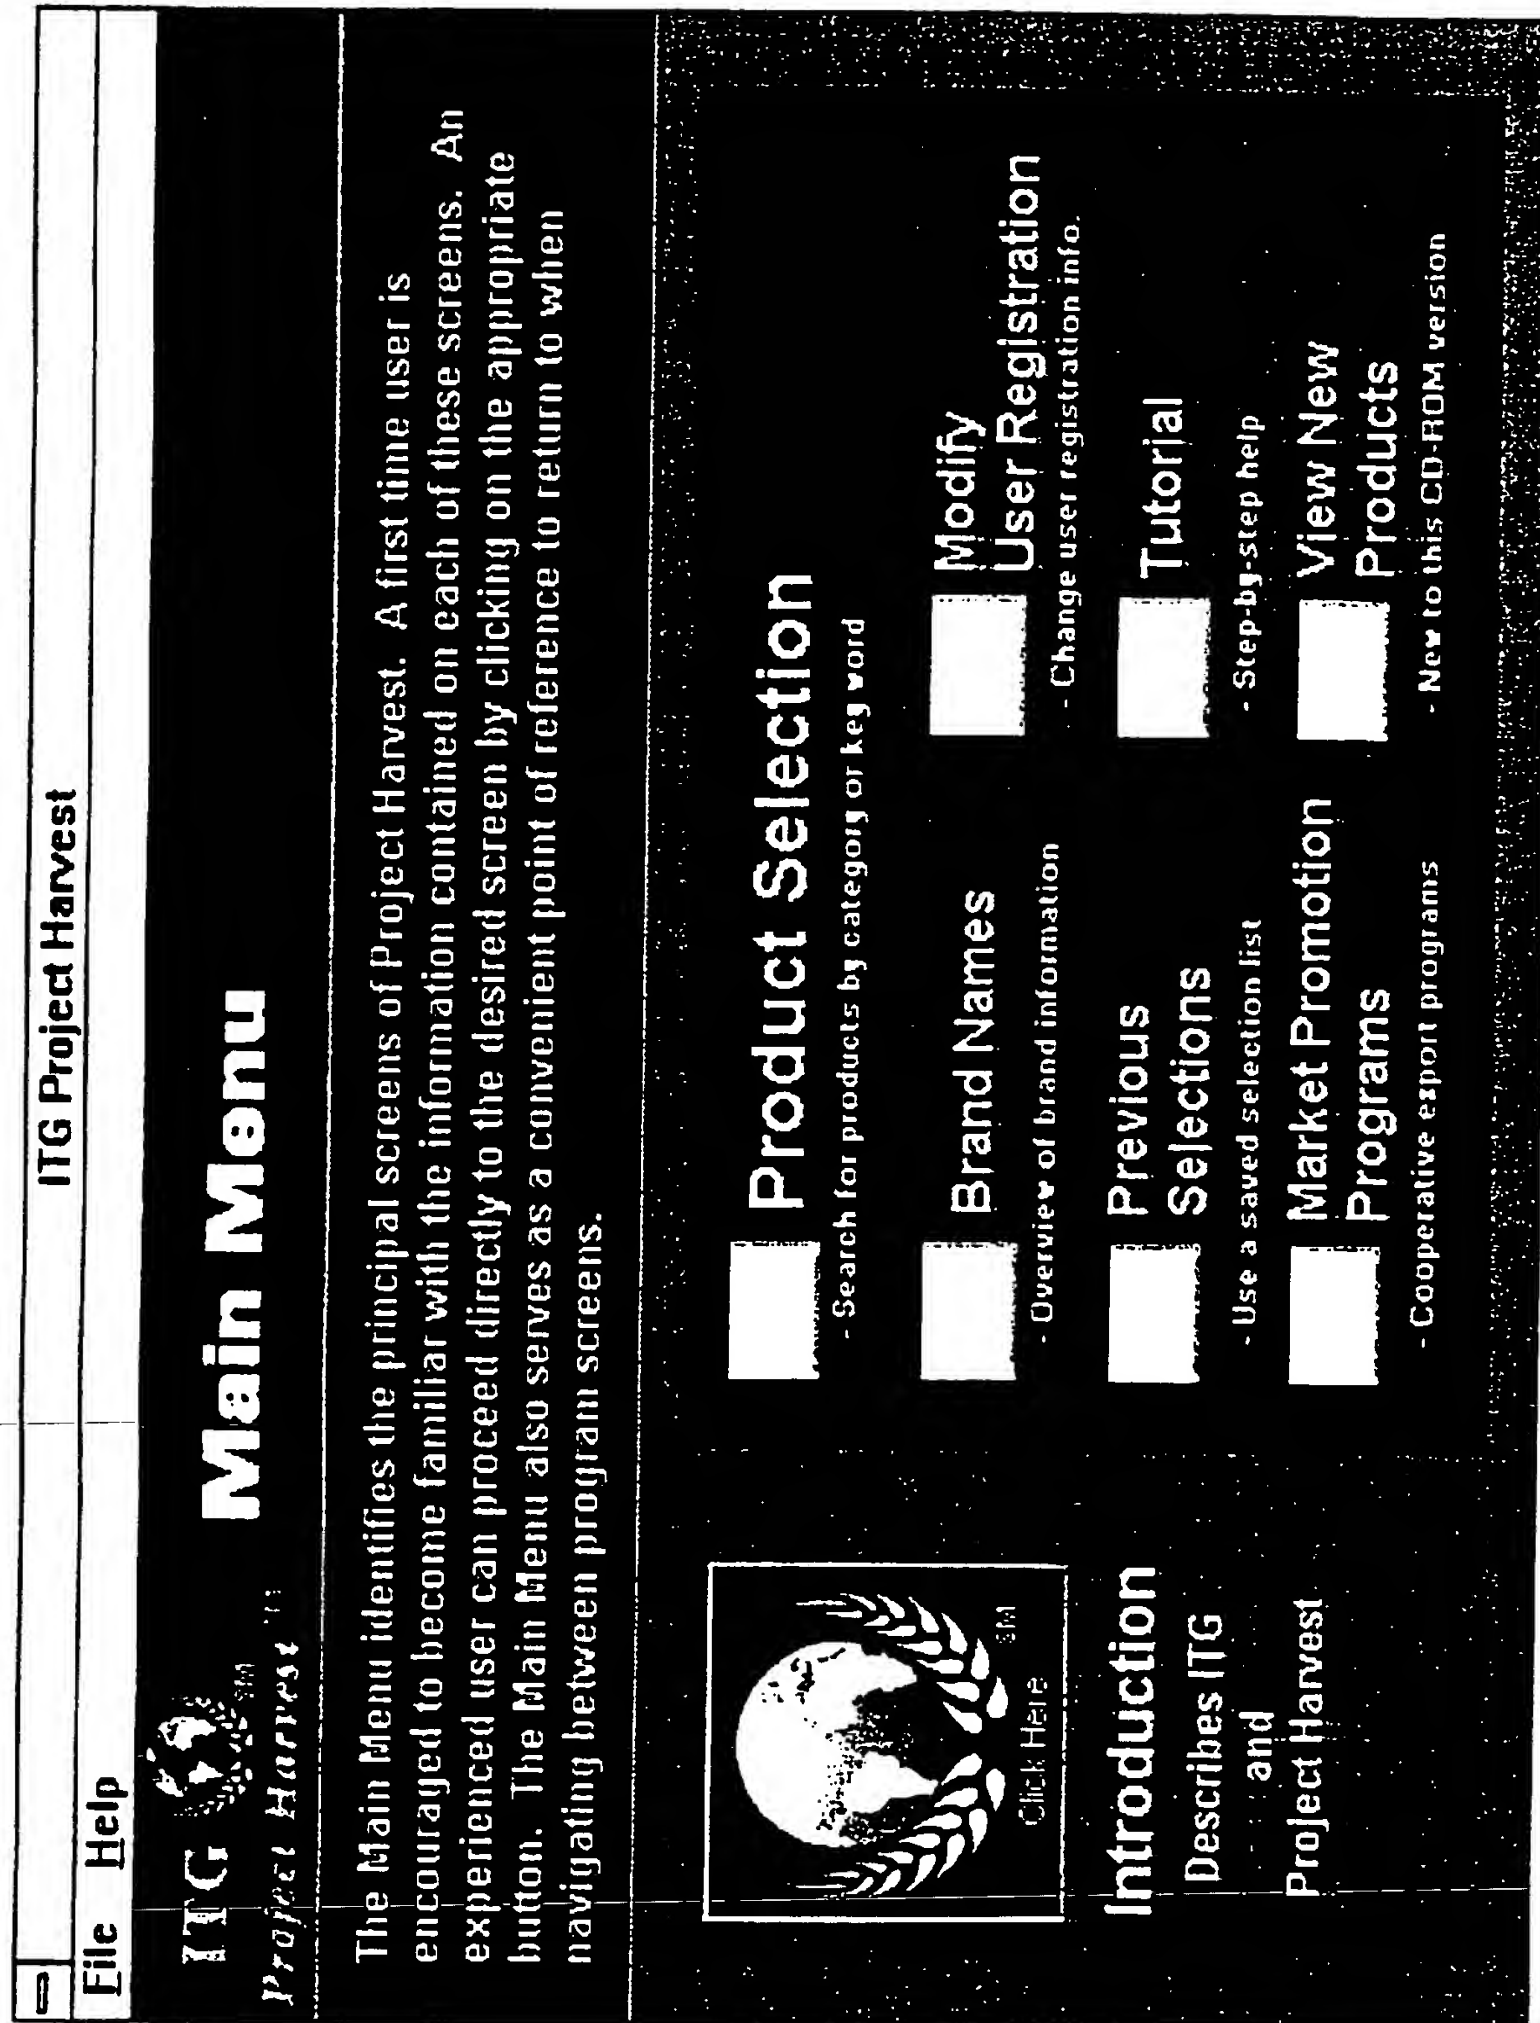 ITG Project Harvest
File Help
ITG SM
Project Harvest
Main Menu
The Main Menu identifies the principal screens of Project Harvest. A first time user is
encouraged to become familiar with the information contained on each of these screens. An
experienced user can proceed directly to the desired screen by clicking on the appropriate
button. The Main Menu also serves as a convenient point of reference to return to when
navigating between program screens.
SM
Click Here
Introduction
Describes ITG
and
Project Harvest
Product Selection
- Search for products by category or key word
Brand Names
- Overview of brand information
Previous
Selections
- Use a saved selection list
Market Promotion
Programs
- Cooperative export programs
Modify
User Registration
- Change user registration info.
Tutorial
- Step-by-step help
View New
Products
- New to this CD-ROM version